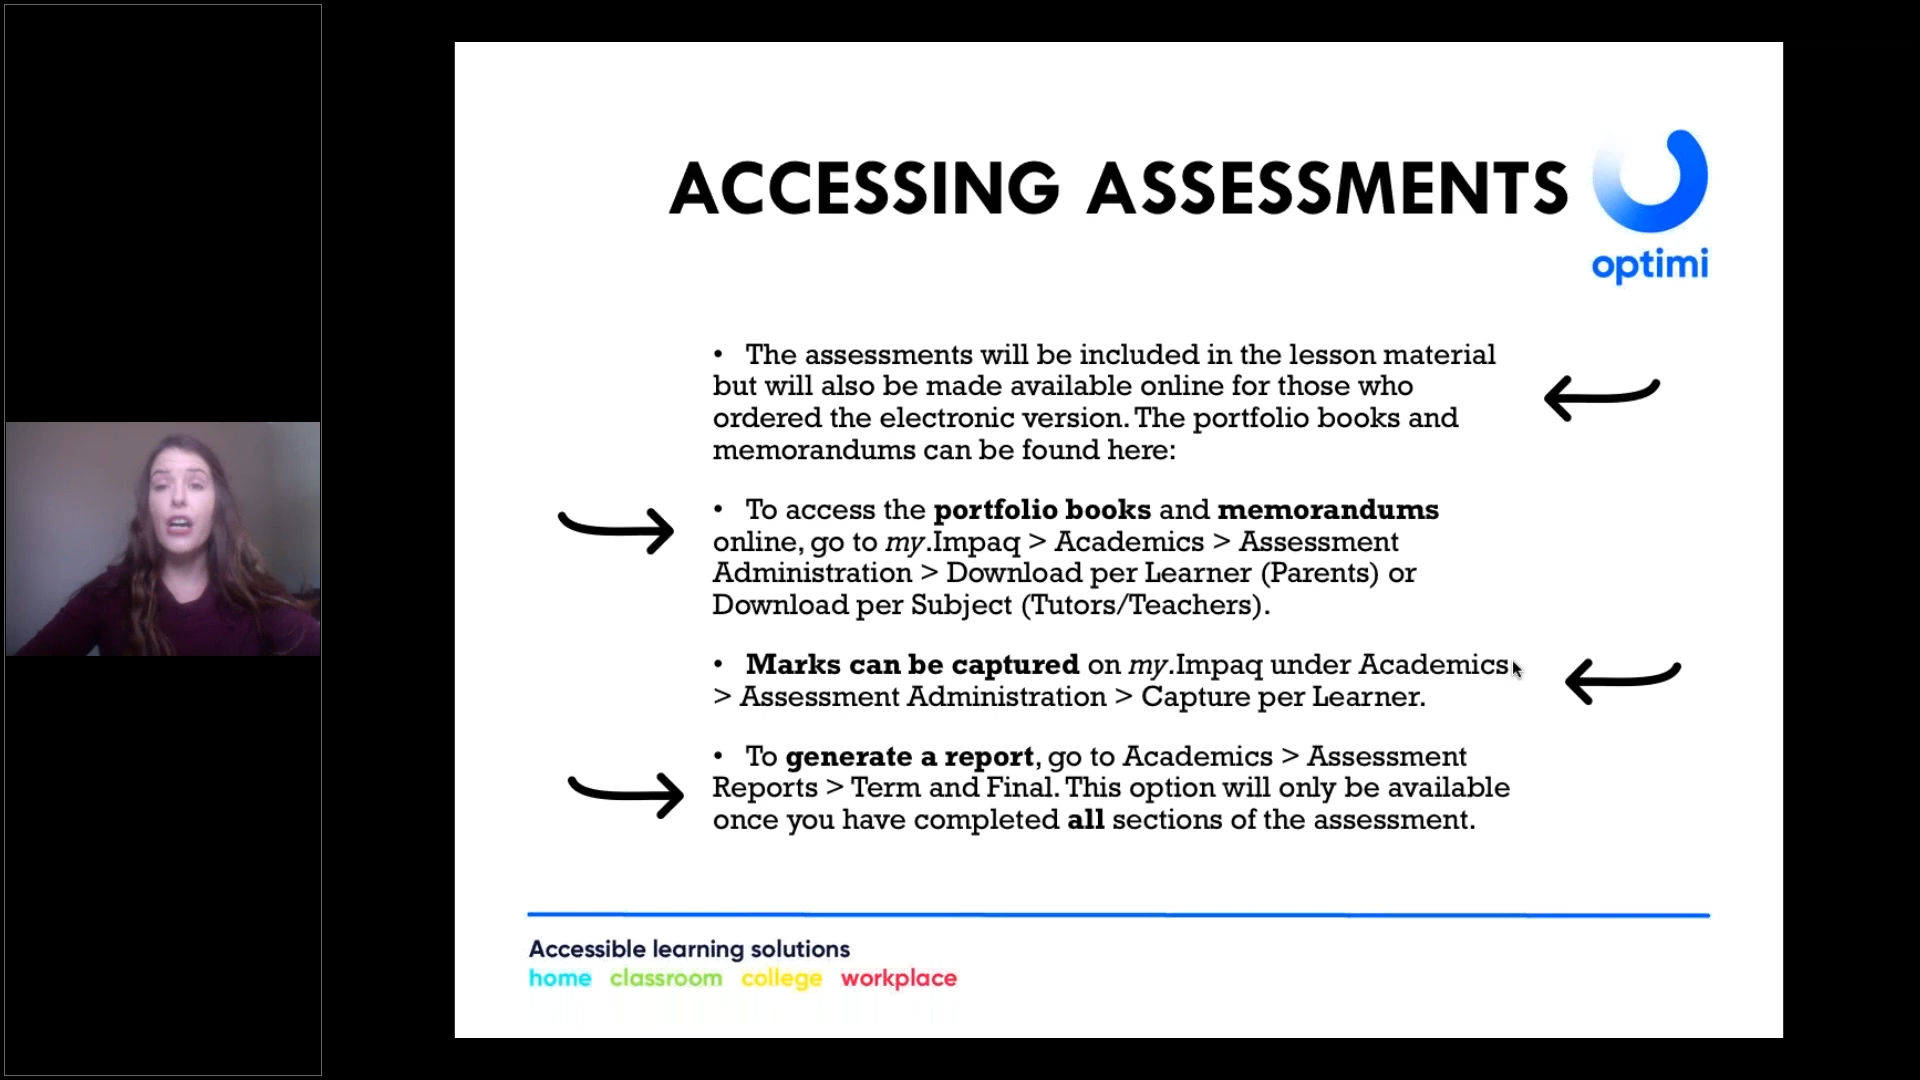 ACCESSING ASSESSMENTS
optimi
• The assessments will be included in the lesson material
but will also be made available online for those who
ordered the electronic version. The portfolio books and
memorandums can be found here:
• To access the portfolio books and memorandums
online, go to my.Impaq > Academics > Assessment
Administration > Download per Learner (Parents) or
Download per Subject (Tutors/Teachers).
• Marks can be captured on my.Impaq under Academics
> Assessment Administration > Capture per Learner.
• To generate a report, go to Academics > Assessment
Reports > Term and Final. This option will only be available
once you have completed all sections of the assessment.
Accessible learning solutions
home classroom college workplace